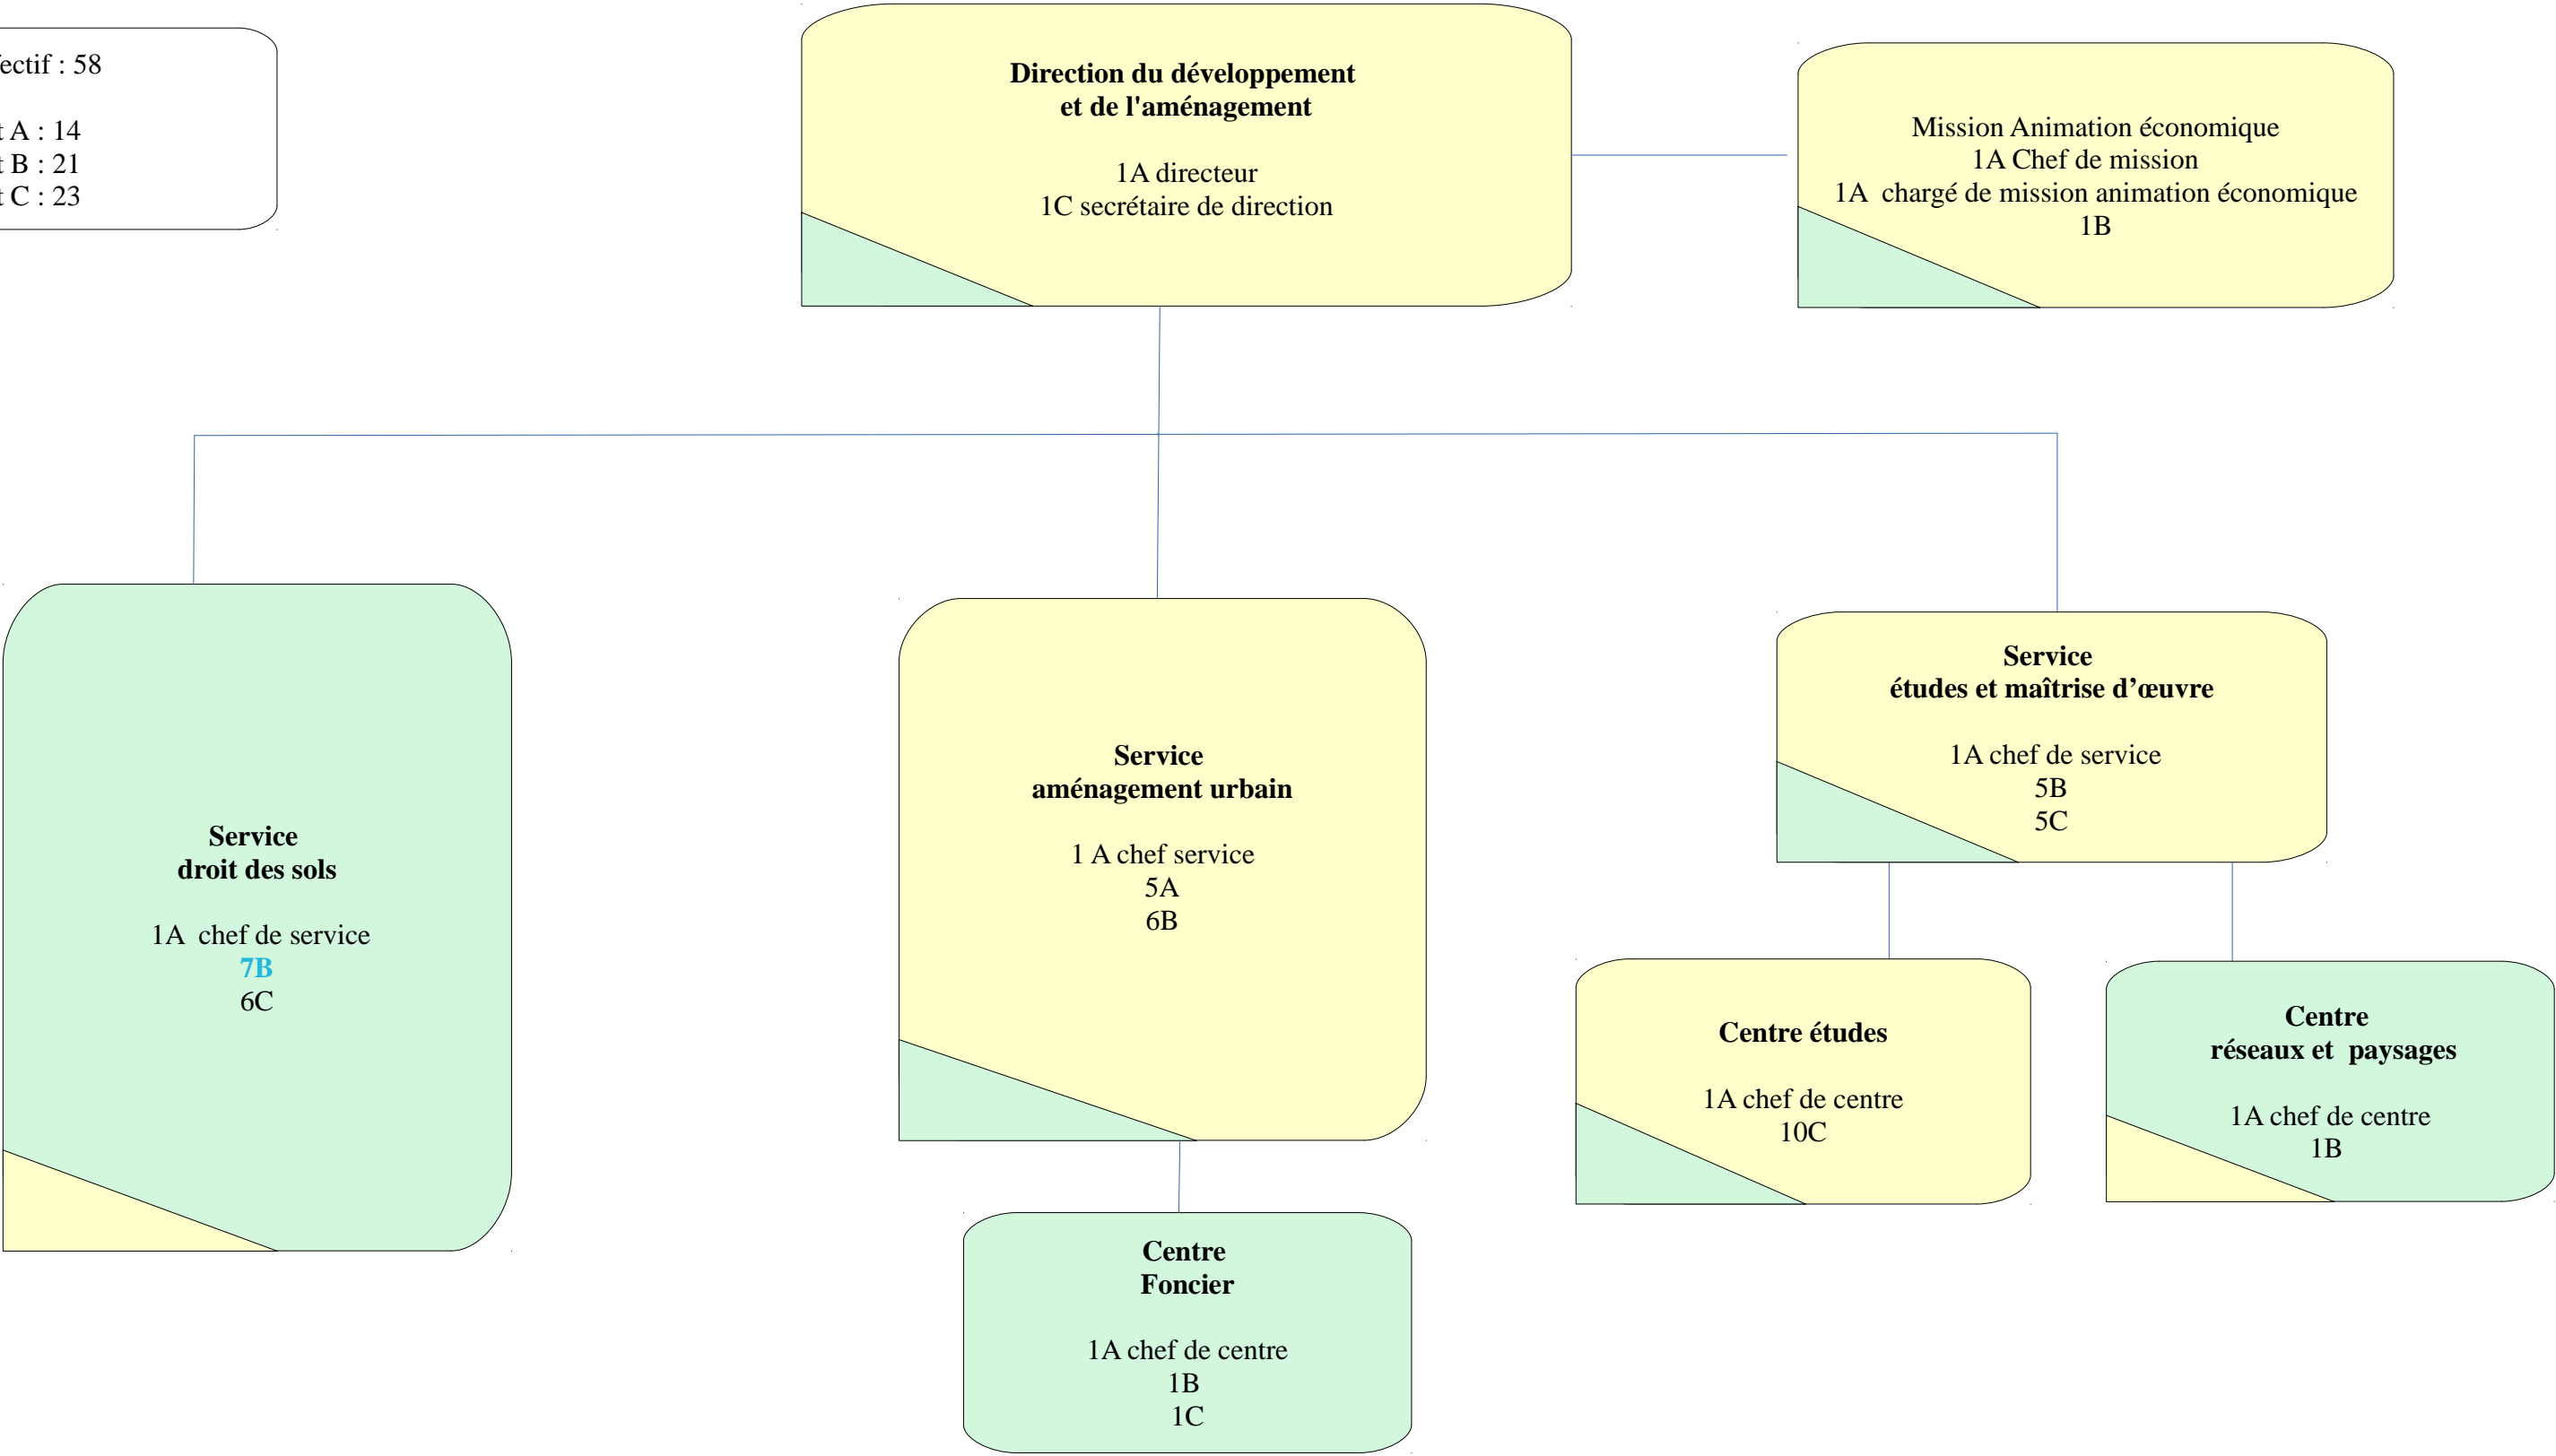 ectif : 58
t A : 14
t B : 21
t C : 23
Direction du développement
et de l'aménagement
1A directeur
1C secrétaire de direction
Mission Animation économique
1A Chef de mission
1A chargé de mission animation économique
1B
Service
droit des sols
1A chef de service
7B
6C
Service
aménagement urbain
1 A chef service
5A
6B
Service
études et maîtrise d’œuvre
1A chef de service
5B
5C
Centre études
1A chef de centre
10C
Centre
réseaux et paysages
1A chef de centre
1B
Centre
Foncier
1A chef de centre
1B
1C